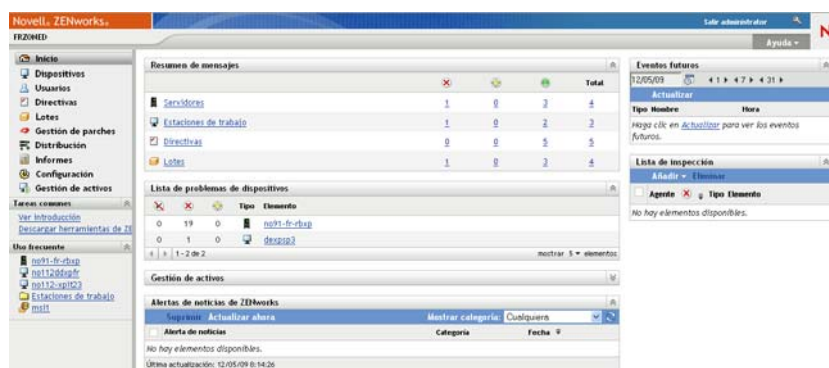 Novell® ZENworks®
Salir administrator
FRZOMED
N
Ayuda
Inicio
Dispositivos
Usuarios
Directivas
Lotes
Gestión de parches
Distribución
Informes
Configuración
Gestión de activos
Tareas comunes
Ver introducción
Descargar herramientas de ZE
Uso frecuente
no91-fr-rbxp
no112ddxpfr
no112-xplt23
Estaciones de trabajo
Resumen de mensajes
Total
Servidores 1 0 3 4
Estaciones de trabajo 1 0 2 3
Directivas 0 0 5 5
Lotes 1 0 3 4
Lista de problemas de dispositivos
Tipo Elemento
0 19 0 no91-fr-rbxp
0 1 0 dexpsp3
1 - 2 de 2
mostrar 5 elementos
Gestión de activos
Alertas de noticias de ZENworks
Suprimir Actualizar ahora
Mostrar categoría: Cualquiera
Alerta de noticias Categoría Fecha
No hay elementos disponibles.
Última actualización: 12/05/09 8:14:26
Eventos futuros
12/05/09 1 7 31
Actualizar
Tipo Nombre Hora
Haga clic en Actualizar para ver los eventos
futuros.
Lista de inspección
Añadir Eliminar
Agente Tipo Elemento
No hay elementos disponibles.